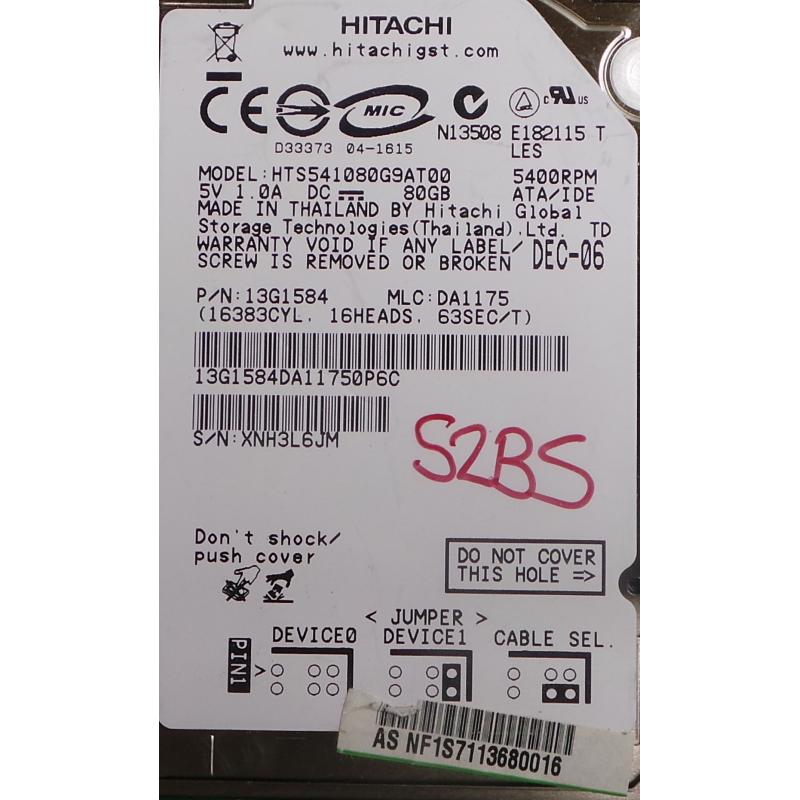 HITACHI
www.hitachigst.com
CE MIC c UR us
D33373 04-1615 N13508 E182115 T
LES
MODEL:HTS541080G9AT00 5400RPM
5V 1.0A DC 80GB ATA/IDE
MADE IN THAILAND BY Hitachi Global
Storage Technologies(Thailand).Ltd. TD
WARRANTY VOID IF ANY LABEL/ DEC-06
SCREW IS REMOVED OR BROKEN
P/N:13G1584 MLC:DA1175
(16383CYL. 16HEADS. 63SEC/T)
13G1584DA11750P6C
S/N:XNH3L6JM
S2BS
Don't shock/
push cover
DO NOT COVER
THIS HOLE =>
< JUMPER >
DEVICE0 DEVICE1 CABLE SEL.
PIN1 >
AS NF1S7113680016